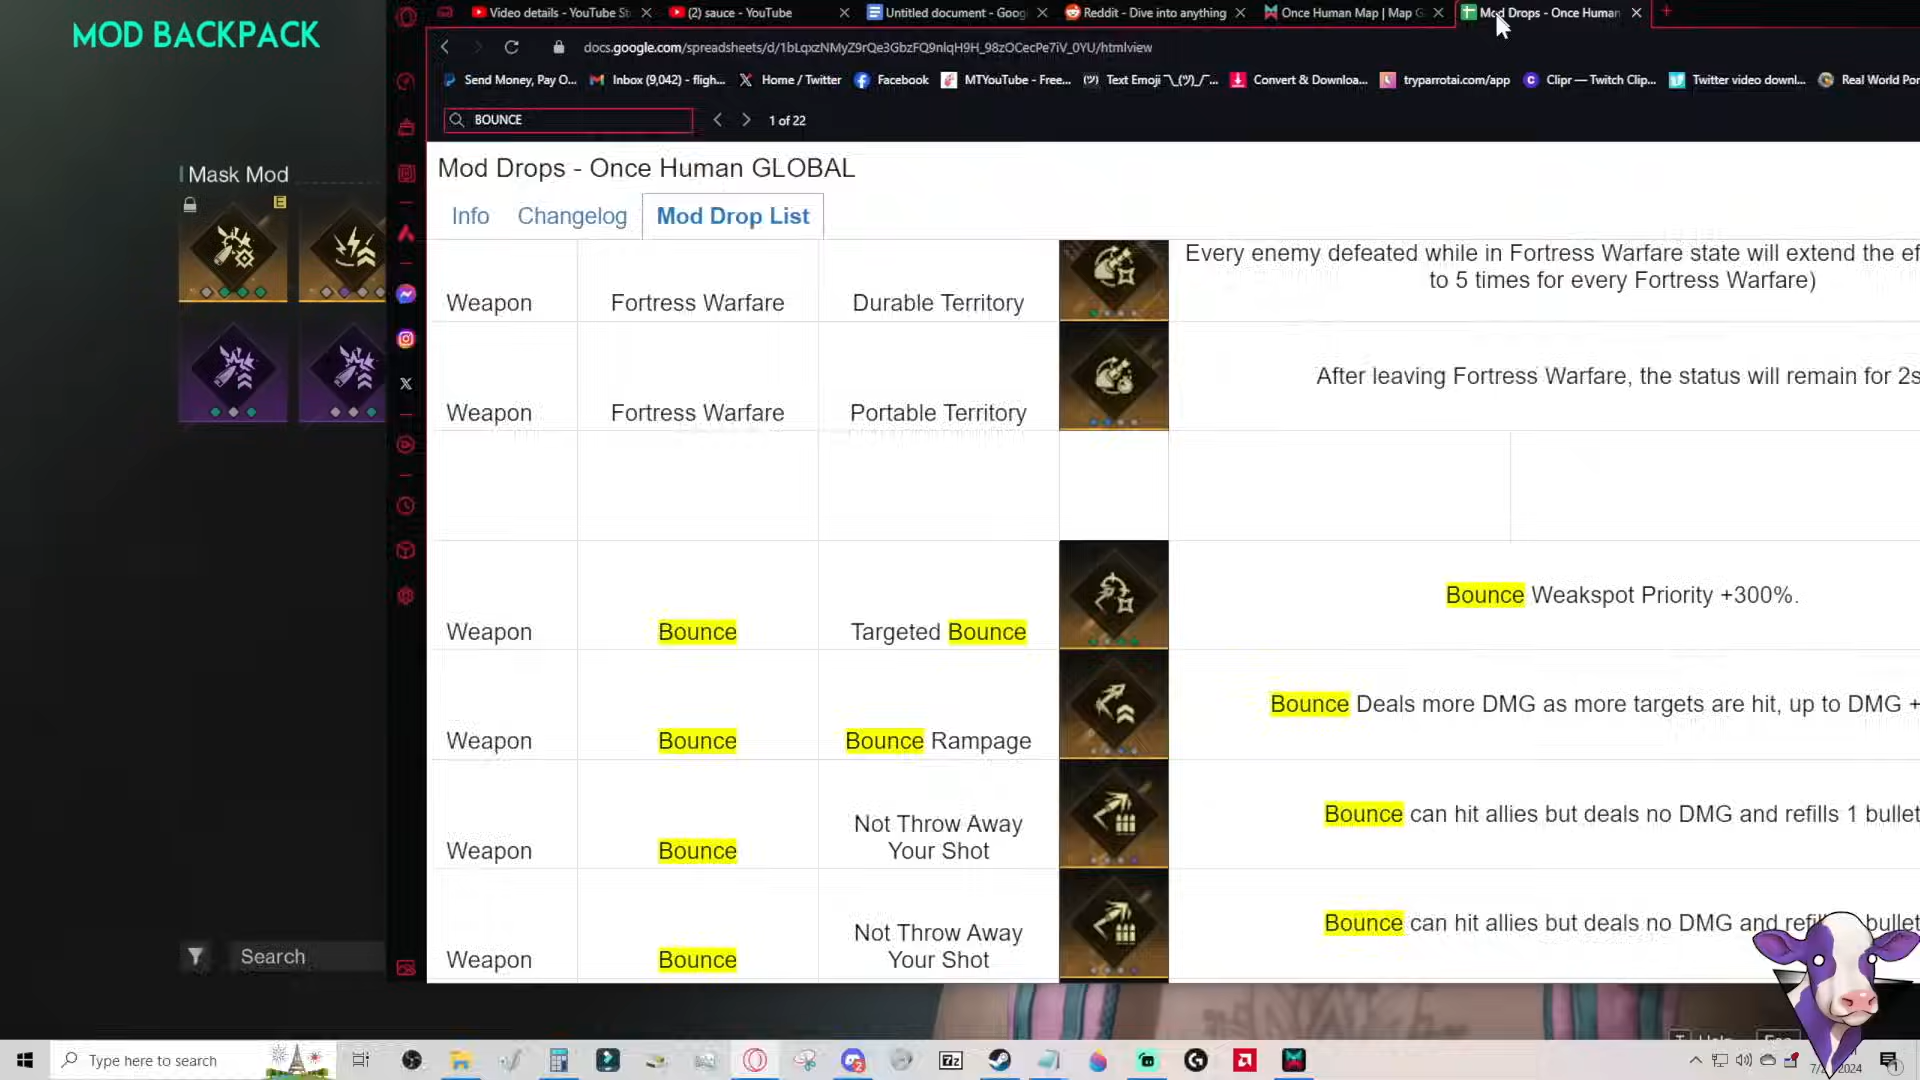 MOD BACKPACK
Mask Mod
E
Search
Video details - YouTube St
(2) sauce - YouTube
Untitled document - Goog
Reddit - Dive into anything
Once Human Map | Map G
Mod Drops - Once Human
docs.google.com/spreadsheets/d/1bLqxzNMyZ9rQe3GbzFQ9nlqH9H_98zOCecPe7iV_0YU/htmlview
Send Money, Pay O...
Inbox (9,042) - fligh...
Home / Twitter
Facebook
MTYouTube - Free...
Text Emoji ¯\_(ツ)_/¯...
Convert & Downloa...
tryparrotai.com/app
Clipr — Twitch Clip...
Twitter video downl...
Real World Por
BOUNCE
1 of 22
Mod Drops - Once Human GLOBAL
Info
Changelog
Mod Drop List
Every enemy defeated while in Fortress Warfare state will extend the ef
to 5 times for every Fortress Warfare)
Weapon
Fortress Warfare
Durable Territory
After leaving Fortress Warfare, the status will remain for 2s
Weapon
Fortress Warfare
Portable Territory
Bounce Weakspot Priority +300%.
Weapon
Bounce
Targeted Bounce
Bounce Deals more DMG as more targets are hit, up to DMG +
Weapon
Bounce
Bounce Rampage
Bounce can hit allies but deals no DMG and refills 1 bullet
Weapon
Bounce
Not Throw Away
Your Shot
Bounce can hit allies but deals no DMG and refil bullet
Weapon
Bounce
Not Throw Away
Your Shot
Type here to search
7z
2024